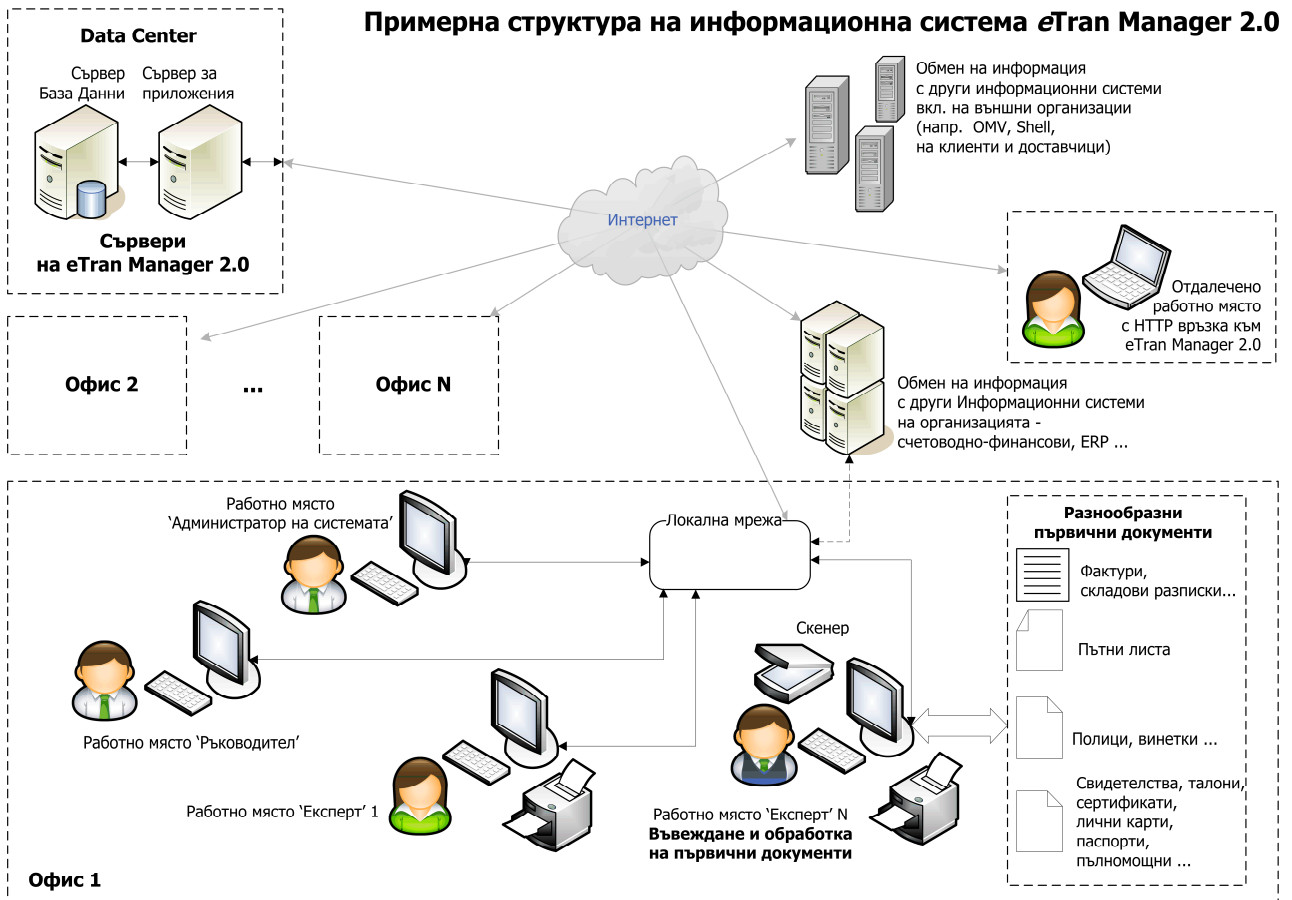 Примерна структура на информационна система eTran Manager 2.0
Data Center
Сървър
База Данни
Сървър за
приложения
Сървери
на eTran Manager 2.0
Обмен на информация
с други информационни системи
вкл. на външни организации
(напр. OMV, Shell,
на клиенти и доставчици)
Интернет
Отдалечено
работно място
с HTTP връзка към
eTran Manager 2.0
Офис 2
...
Офис N
Обмен на информация
с други Информационни системи
на организацията -
счетоводно-финансови, ERP ...
Работно място
‘Администратор на системата’
Локална мрежа
Разнообразни
първични документи
Фактури,
складови разписки...
Пътни листа
Полици, винетки ...
Свидетелства, талони,
сертификати,
лични карти,
паспорти,
пълномощни ...
Скенер
Работно място ‘Ръководител’
Работно място ‘Експерт’ 1
Работно място ‘Експерт’ N
Въвеждане и обработка
на първични документи
Офис 1